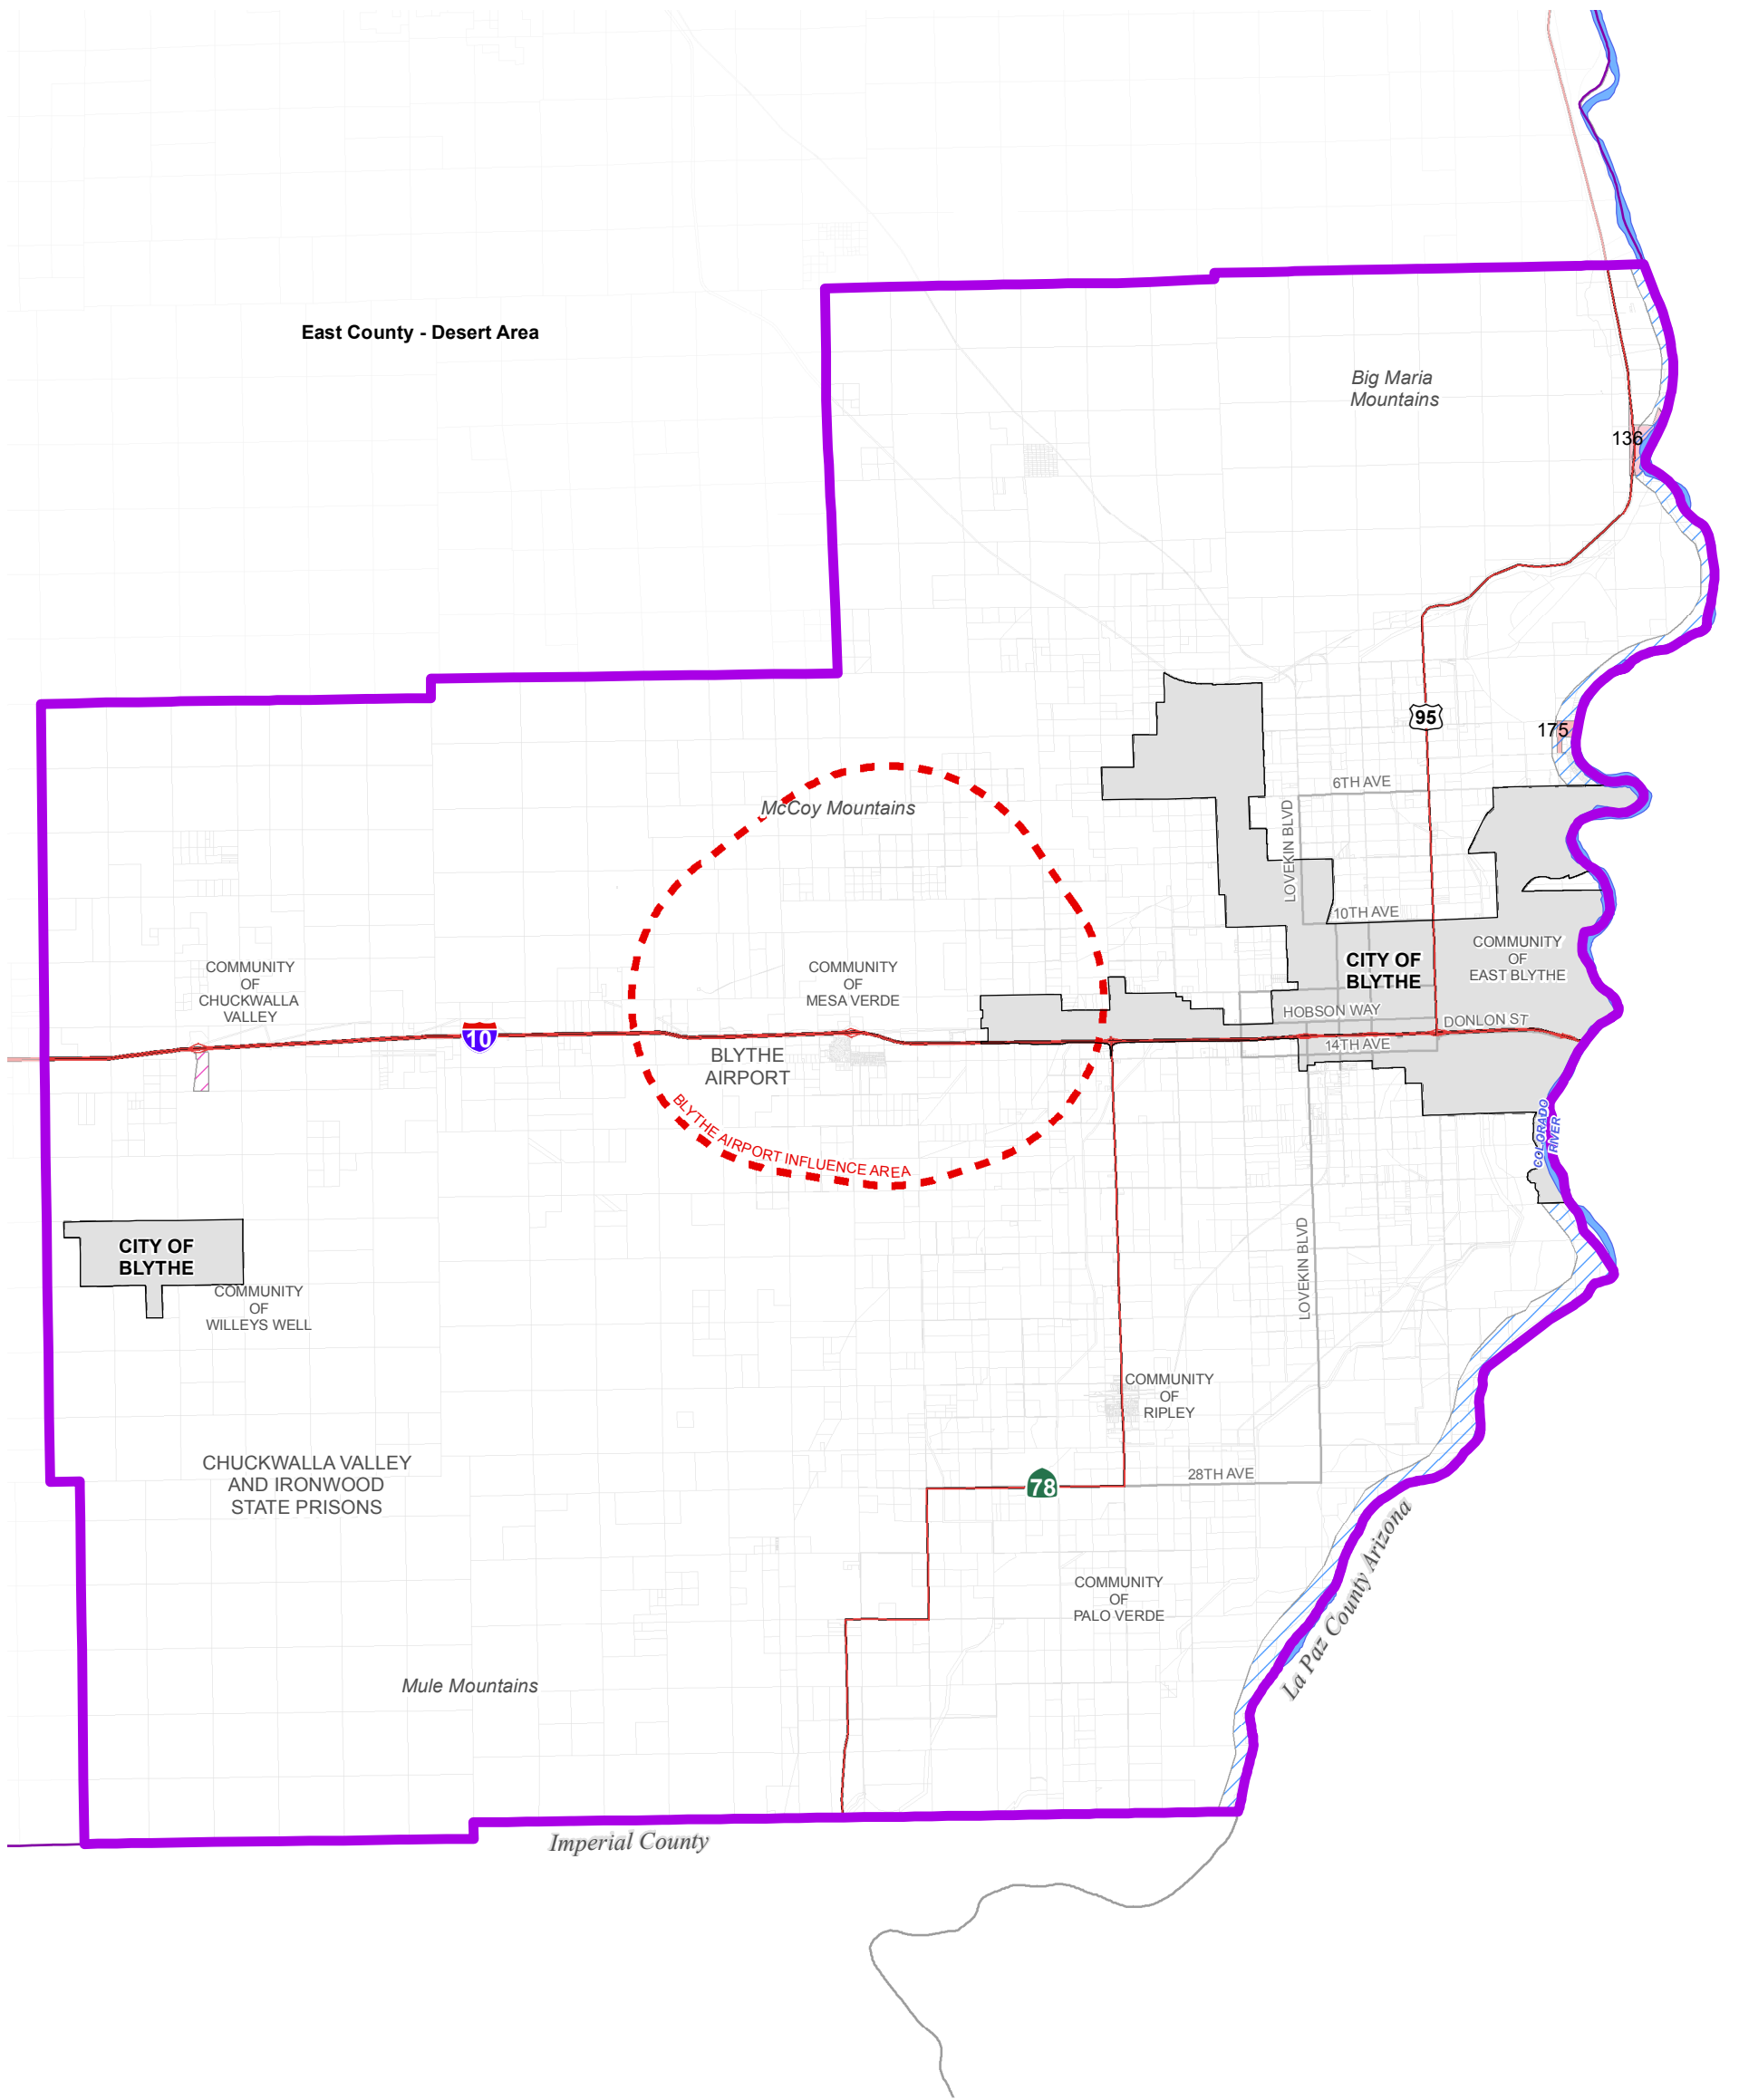 East County - Desert Area
Big Maria
Mountains
136
95
175
6TH AVE
McCoy Mountains
LOVEKIN BLVD
10TH AVE
CITY OF
BLYTHE
COMMUNITY
OF
EAST BLYTHE
COMMUNITY
OF
CHUCKWALLA
VALLEY
COMMUNITY
OF
MESA VERDE
HOBSON WAY
DONLON ST
10
14TH AVE
BLYTHE
AIRPORT
BLYTHE AIRPORT INFLUENCE AREA
COLORADO
RIVER
CITY OF
BLYTHE
COMMUNITY
OF
WILLEYS WELL
LOVEKIN BLVD
COMMUNITY
OF
RIPLEY
CHUCKWALLA VALLEY
AND IRONWOOD
STATE PRISONS
78
28TH AVE
La Paz County Arizona
COMMUNITY
OF
PALO VERDE
Mule Mountains
Imperial County